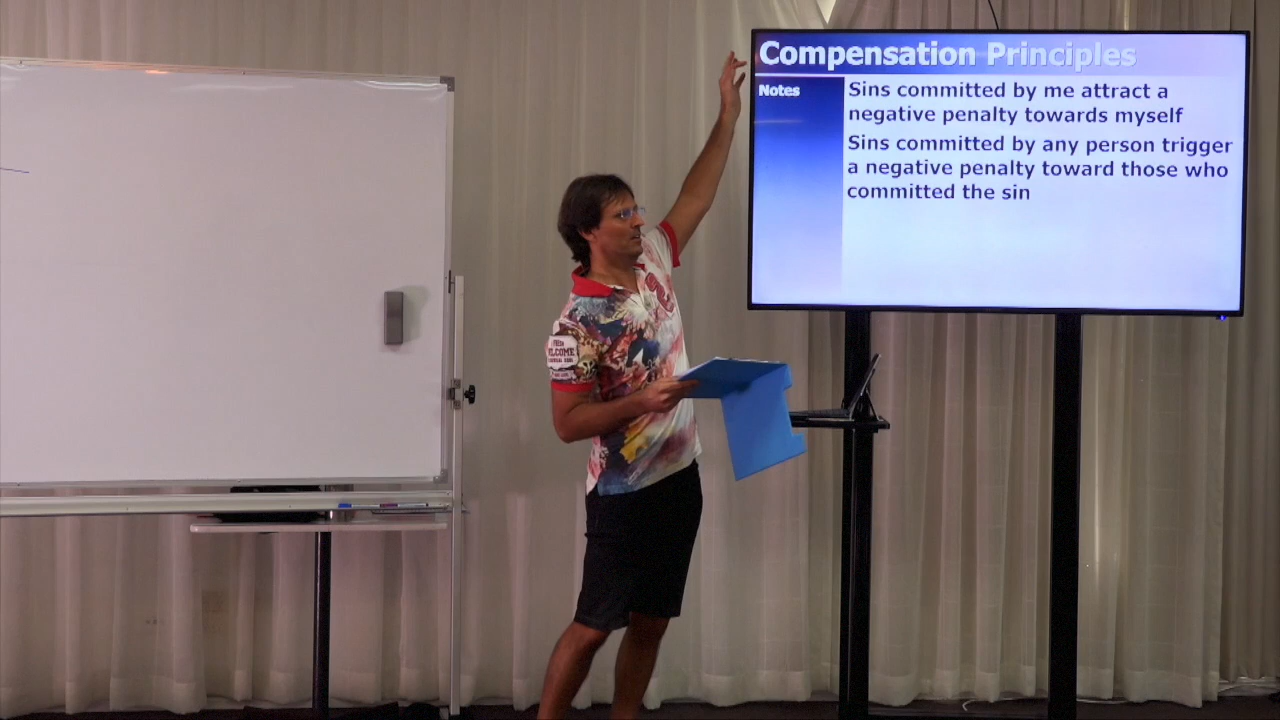 Compensation Principles
Notes
Sins committed by me attract a
negative penalty towards myself
Sins committed by any person trigger
a negative penalty toward those who
committed the sin